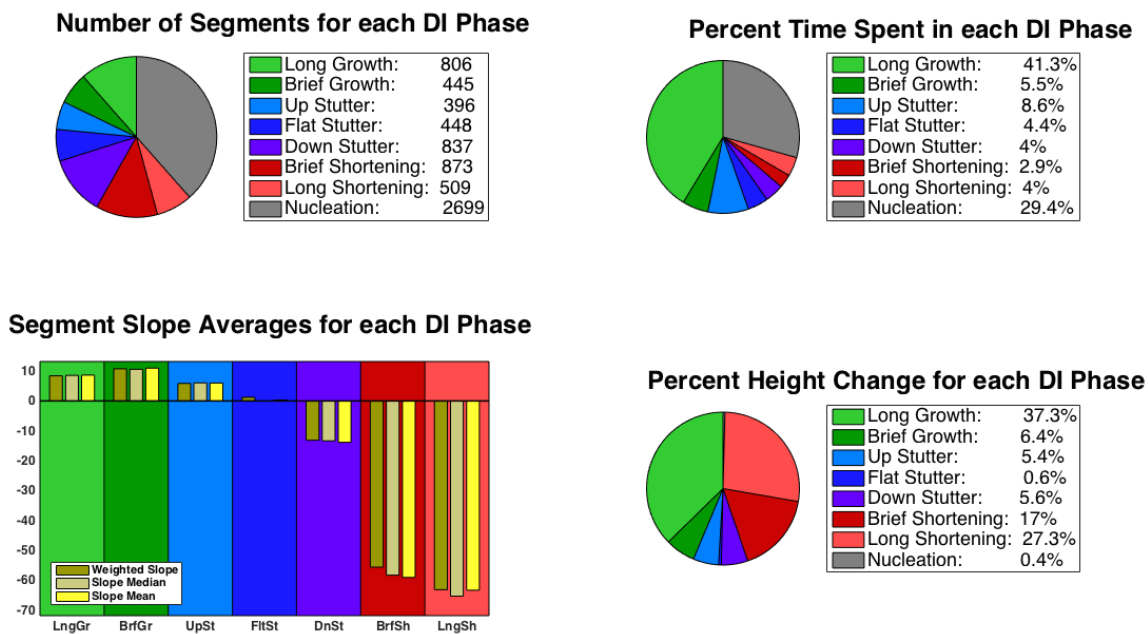 Number of Segments for each DI Phase
Long Growth: 806
Brief Growth: 445
Up Stutter: 396
Flat Stutter: 448
Down Stutter: 837
Brief Shortening: 873
Long Shortening: 509
Nucleation: 2699
Percent Time Spent in each DI Phase
Long Growth: 41.3%
Brief Growth: 5.5%
Up Stutter: 8.6%
Flat Stutter: 4.4%
Down Stutter: 4%
Brief Shortening: 2.9%
Long Shortening: 4%
Nucleation: 29.4%
Segment Slope Averages for each DI Phase
10
0
-10
-20
-30
-40
-50
-60
-70
Weighted Slope
Slope Median
Slope Mean
LngGr BrfGr UpSt FltSt DnSt BrfSh LngSh
Percent Height Change for each DI Phase
Long Growth: 37.3%
Brief Growth: 6.4%
Up Stutter: 5.4%
Flat Stutter: 0.6%
Down Stutter: 5.6%
Brief Shortening: 17%
Long Shortening: 27.3%
Nucleation: 0.4%